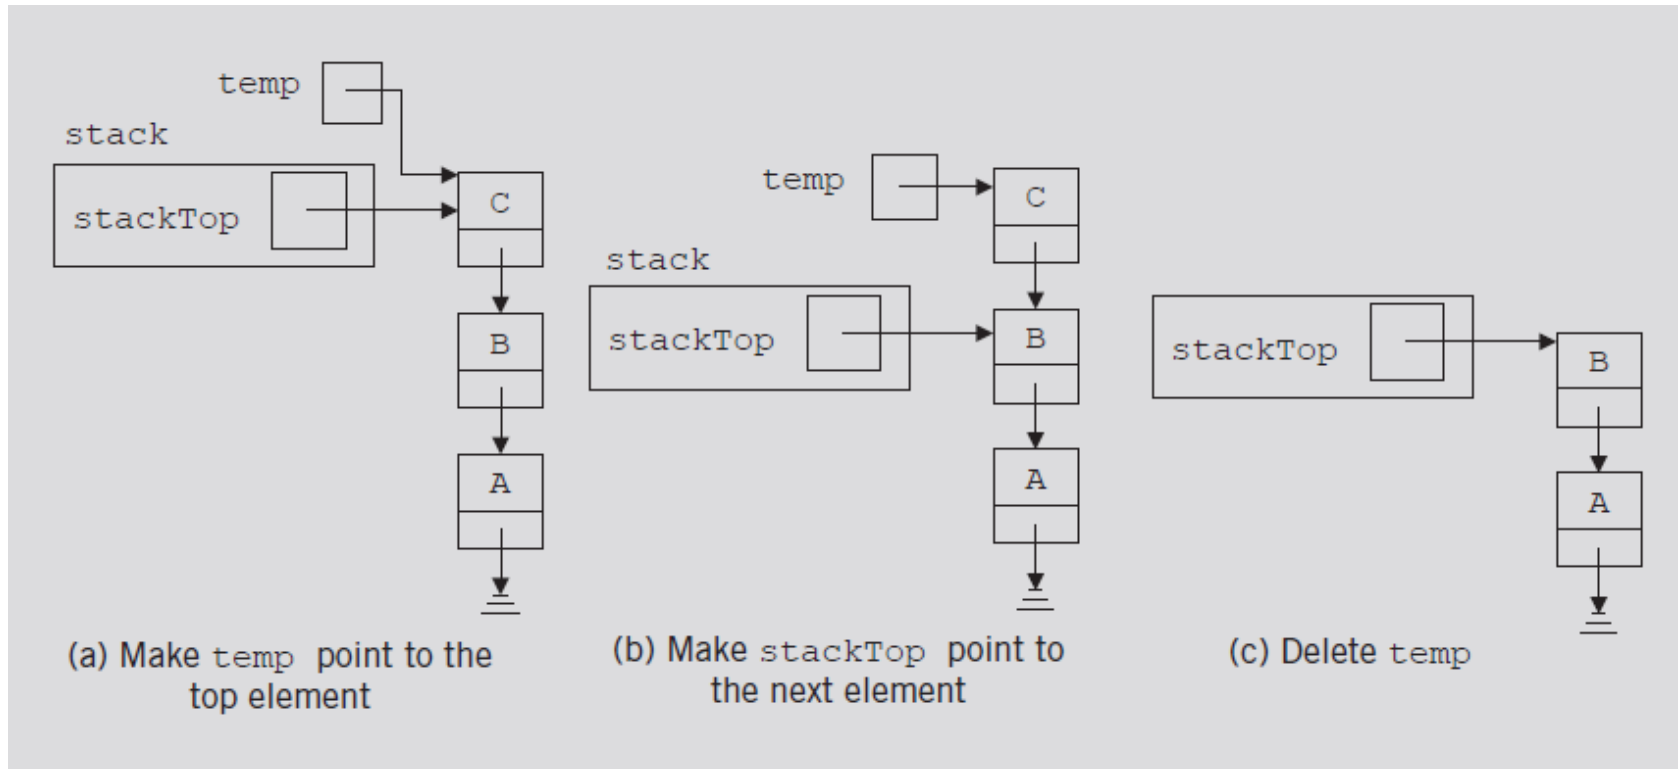 temp
stack
stackTop
C
B
A
(a) Make temp point to the
top element
temp
stack
stackTop
C
B
A
(b) Make stackTop point to
the next element
stackTop
B
A
(c) Delete temp